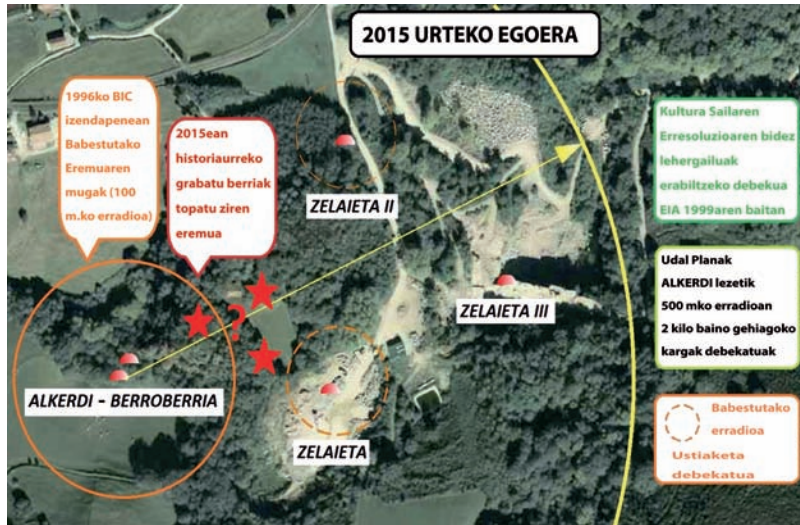 2015 URTEKO EGOERA
1996ko BIC
izendapenean
Babestutako
Eremuaren
mugak (100
m.ko erradioa)
2015ean
historiaurreko
grabatu berriak
topatu ziren
eremua
ZELAIETA II
Kultura Sailaren
Erresoluzioaren bidez
lehergailuak
erabiltzeko debekua
EIA 1999aren baitan
Udal Planak
ALKERDI lezetik
500 mko erradioan
2 kilo baino gehiagoko
kargak debekatuak
ZELAIETA III
?
ALKERDI - BERROBERRIA
ZELAIETA
Babestutako
erradioa
Ustiaketa
debekatua